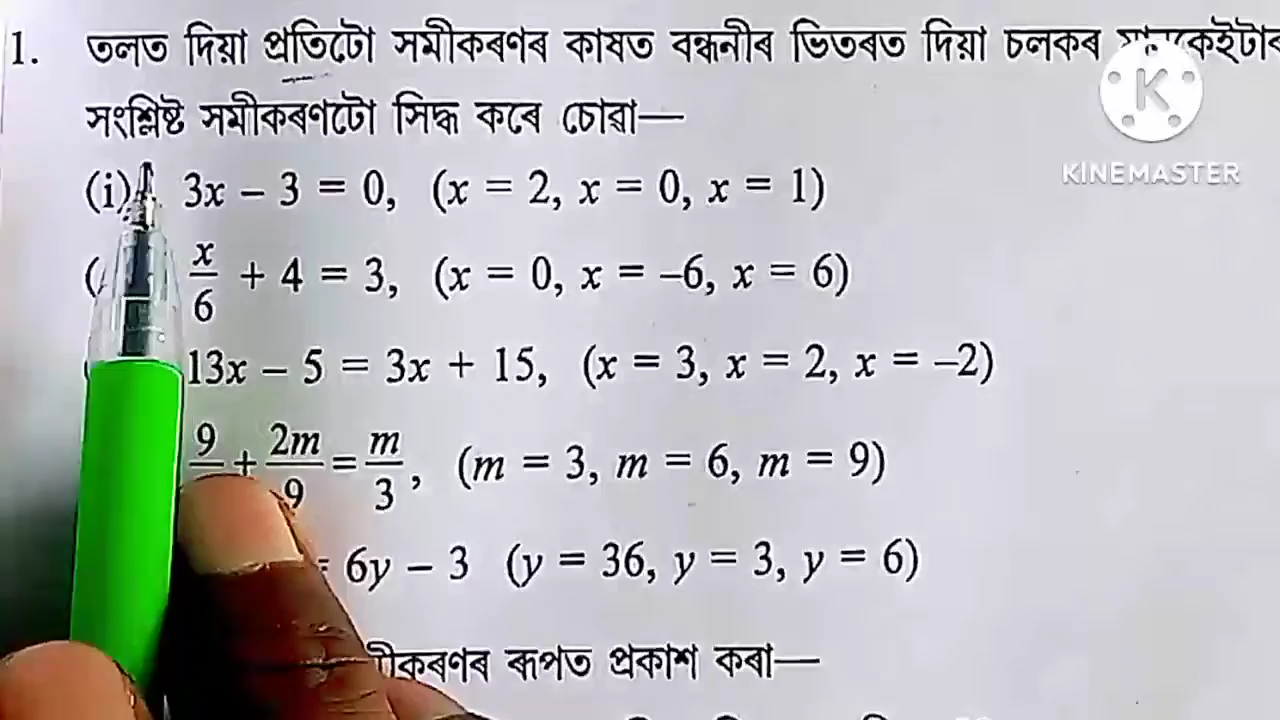 1. তলত দিয়া প্ৰতিটো সমীকৰণৰ কাষত বন্ধনীৰ ভিতৰত দিয়া চলকৰ
সংশ্লিষ্ট সমীকৰণটো সিদ্ধ কৰে চোৱা—
(i) 3x – 3 = 0, (x = 2, x = 0, x = 1)
x/6 + 4 = 3, (x = 0, x = –6, x = 6)
13x – 5 = 3x + 15, (x = 3, x = 2, x = –2)
9 + 2m/9 = m/3, (m = 3, m = 6, m = 9)
= 6y – 3 (y = 36, y = 3, y = 6)
ৰূপত প্ৰকাশ কৰা—
K
KINEMASTER